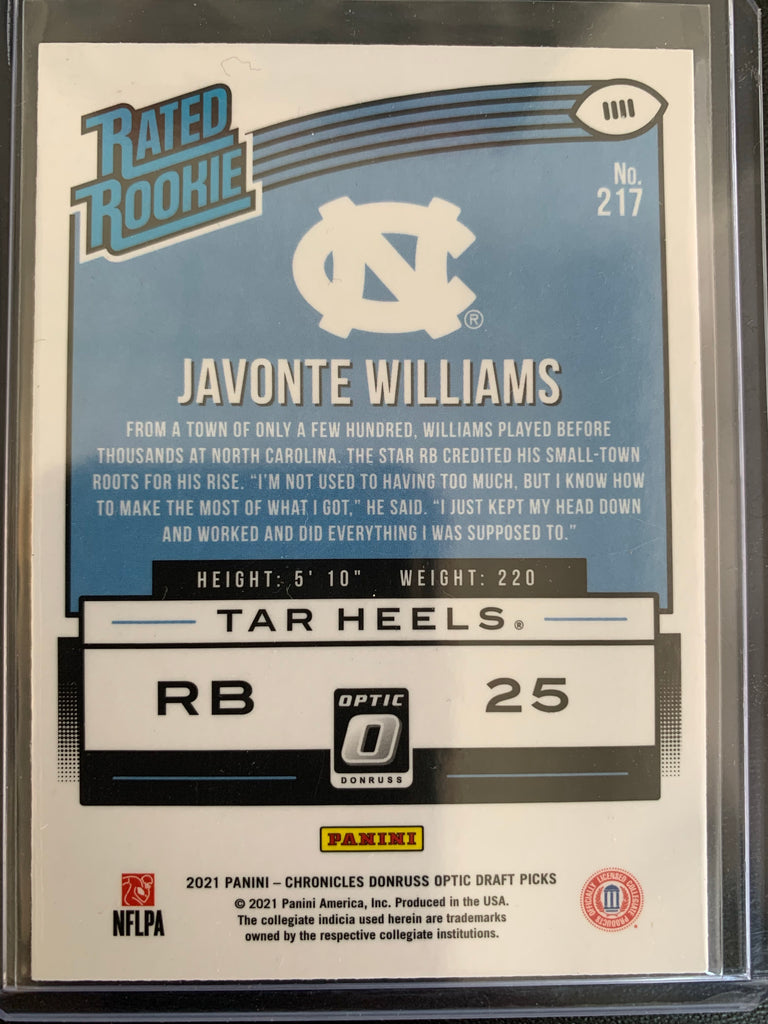 RATED
ROOKIE
No.
217
NC®
JAVONTE WILLIAMS
FROM A TOWN OF ONLY A FEW HUNDRED, WILLIAMS PLAYED BEFORE
THOUSANDS AT NORTH CAROLINA. THE STAR RB CREDITED HIS SMALL-TOWN
ROOTS FOR HIS RISE. “I’M NOT USED TO HAVING TOO MUCH, BUT I KNOW HOW
TO MAKE THE MOST OF WHAT I GOT,” HE SAID. “I JUST KEPT MY HEAD DOWN
AND WORKED AND DID EVERYTHING I WAS SUPPOSED TO.”
HEIGHT: 5' 10" WEIGHT: 220
TAR HEELS®
RB 25
OPTIC
O
DONRUSS
PANINI
2021 PANINI – CHRONICLES DONRUSS OPTIC DRAFT PICKS
© 2021 Panini America, Inc. Produced in the USA.
The collegiate indicia used herein are trademarks
owned by the respective collegiate institutions.
NFLPA
OFFICIALLY LICENSED COLLEGIATE PRODUCTS